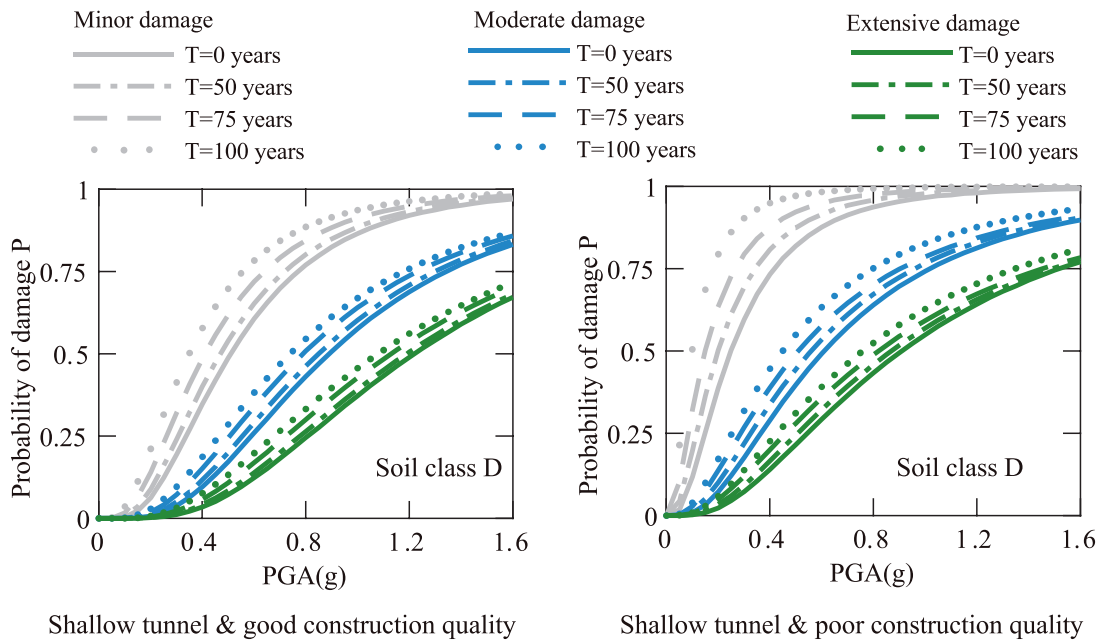 Minor damage
T=0 years
T=50 years
T=75 years
T=100 years
Moderate damage
T=0 years
T=50 years
T=75 years
T=100 years
Extensive damage
T=0 years
T=50 years
T=75 years
T=100 years
Probability of damage P
1
0.75
0.5
0.25
0
0
0.4
0.8
1.2
1.6
Soil class D
PGA(g)
Shallow tunnel & good construction quality
Probability of damage P
1
0.75
0.5
0.25
0
0
0.4
0.8
1.2
1.6
Soil class D
PGA(g)
Shallow tunnel & poor construction quality